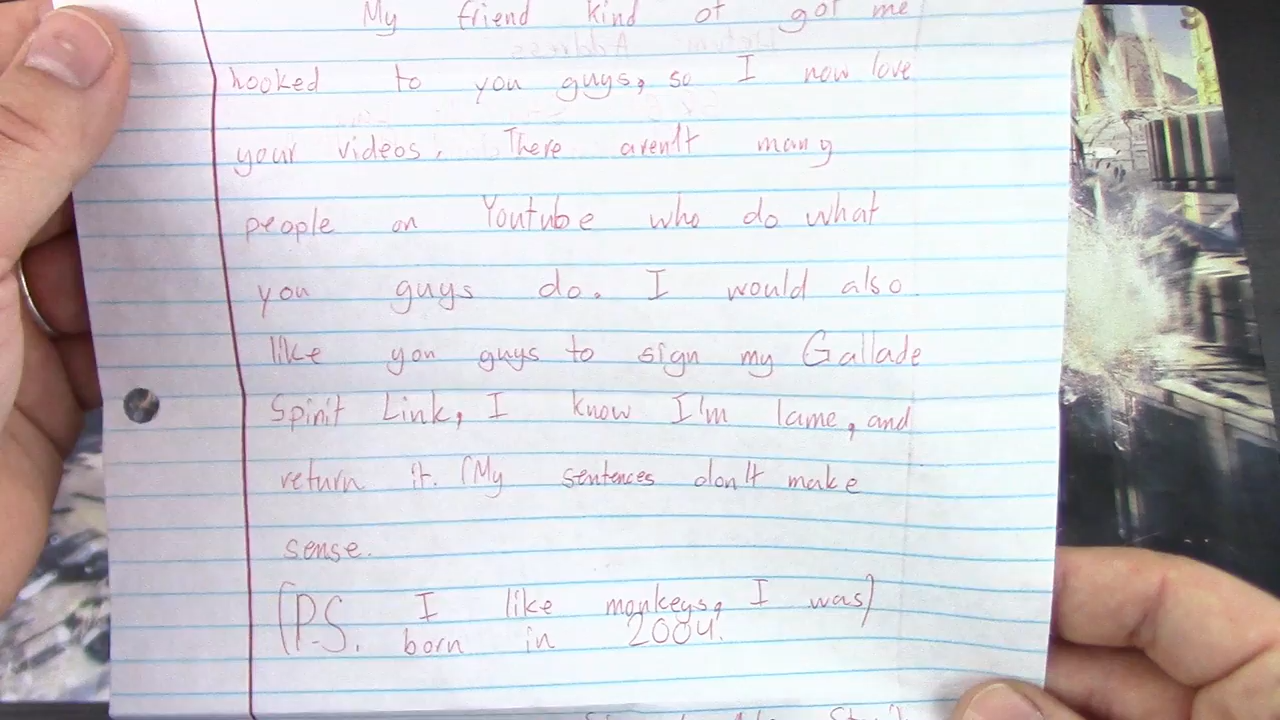 My friend kind of got me
hooked to you guys, so I now love
your videos. There aren't many
people on Youtube who do what
you guys do. I would also
like you guys to sign my Gallade
Spirit Link, I know I'm lame, and
return it. (My sentences don't make
sense.
(P.S. I like monkeys, I was)
born in 2004.